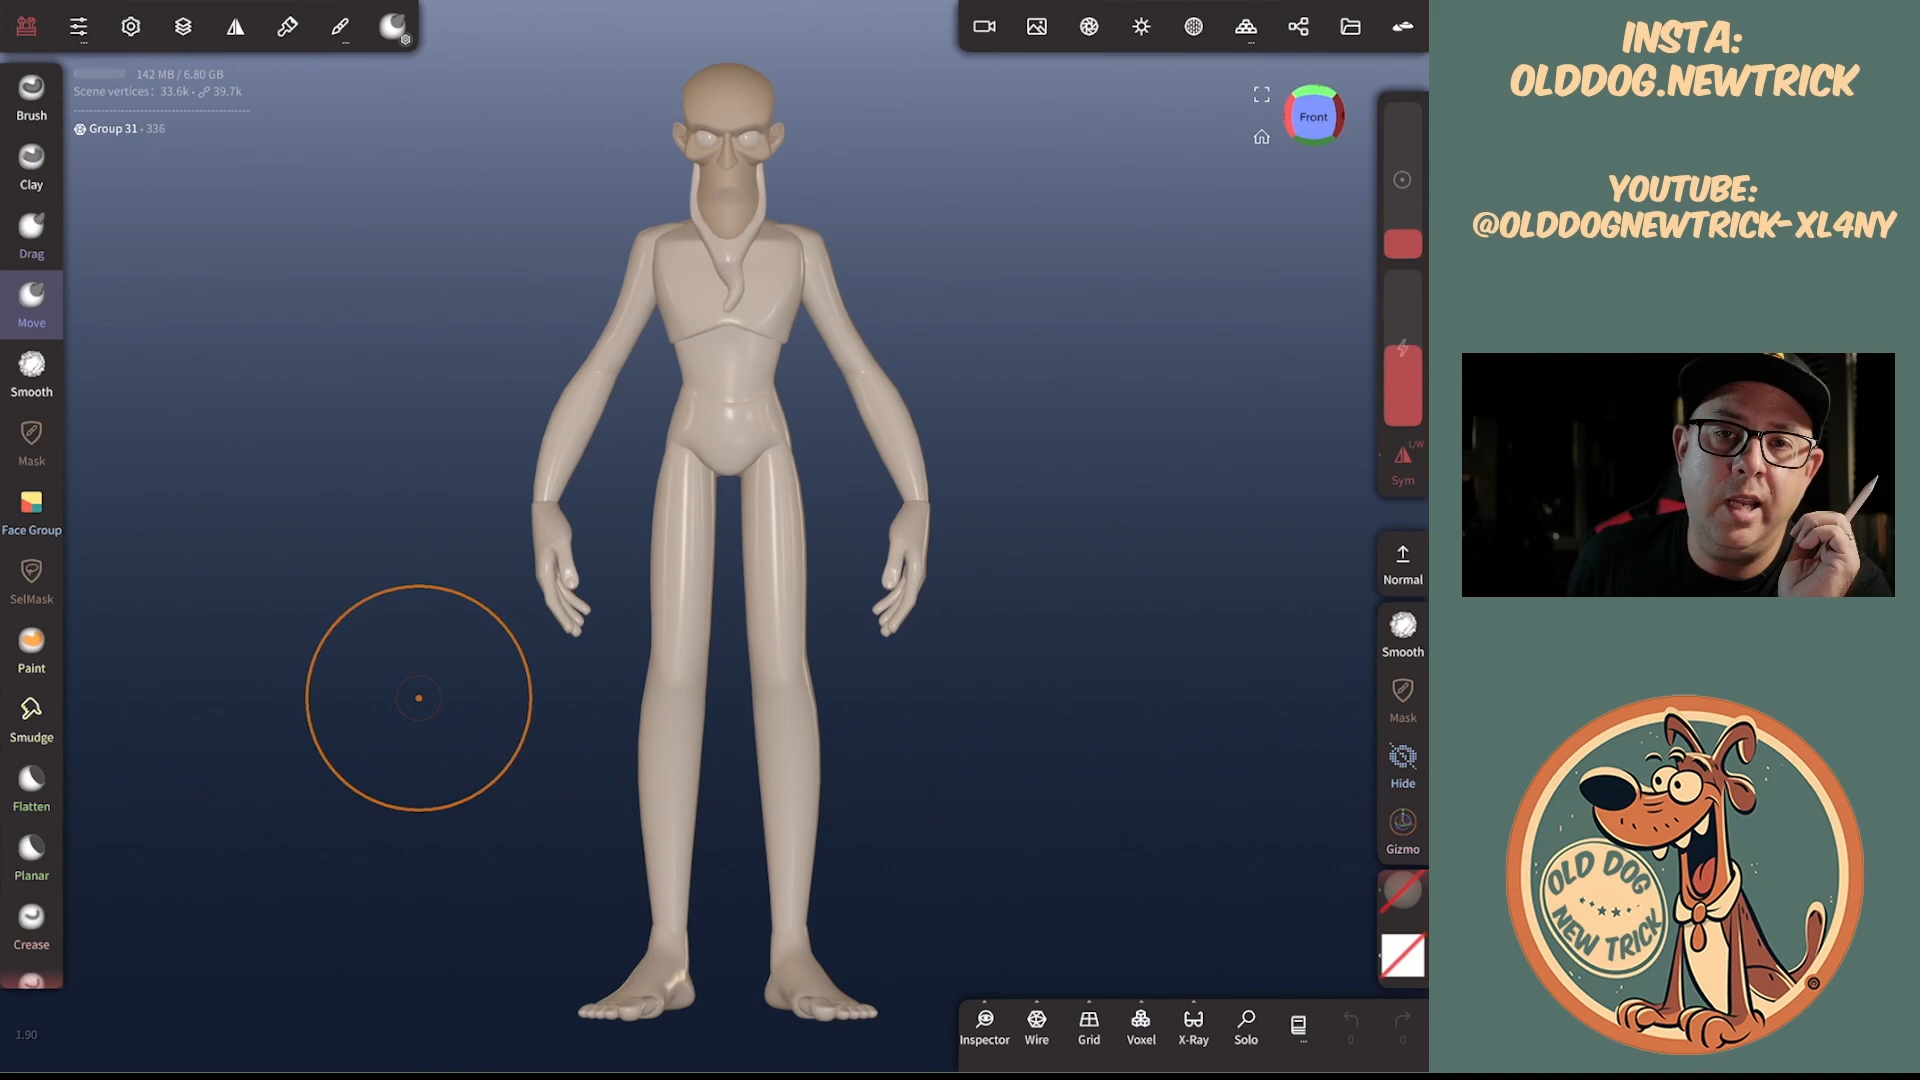 142 MB / 6.80 GB
Scene vertices: 33.6k • 39.7k
Group 31 • 336
Brush
Clay
Drag
Move
Smooth
Mask
Face Group
SelMask
Paint
Smudge
Flatten
Planar
Crease
1.90
Front
L/W
Sym
Normal
Smooth
Mask
Hide
Gizmo
Inspector
Wire
Grid
Voxel
X-Ray
Solo
0
0
INSTA:
OLDDOG.NEWTRICK
YOUTUBE:
@OLDDOGNEWTRICK-XL4NY
OLD DOG
NEW TRICK